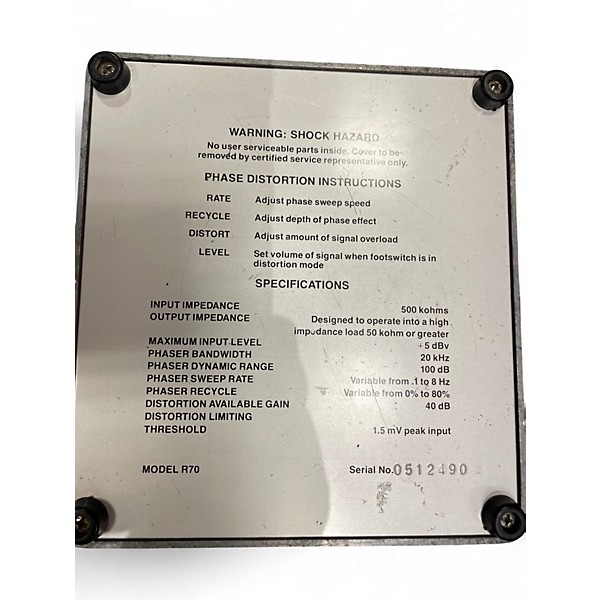 WARNING: SHOCK HAZARD
No user serviceable parts inside. Cover to be
removed by certified service representative only.
PHASE DISTORTION INSTRUCTIONS
RATE Adjust phase sweep speed
RECYCLE Adjust depth of phase effect
DISTORT Adjust amount of signal overload
LEVEL Set volume of signal when footswitch is in
distortion mode
SPECIFICATIONS
INPUT IMPEDANCE 500 kohms
OUTPUT IMPEDANCE Designed to operate into a high
impedance load 50 kohm or greater
MAXIMUM INPUT LEVEL +5 dBv
PHASER BANDWIDTH 20 kHz
PHASER DYNAMIC RANGE 100 dB
PHASER SWEEP RATE Variable from .1 to 8 Hz
PHASER RECYCLE Variable from 0% to 80%
DISTORTION AVAILABLE GAIN 40 dB
DISTORTION LIMITING
THRESHOLD 1.5 mV peak input
MODEL R70 Serial No. 0512490